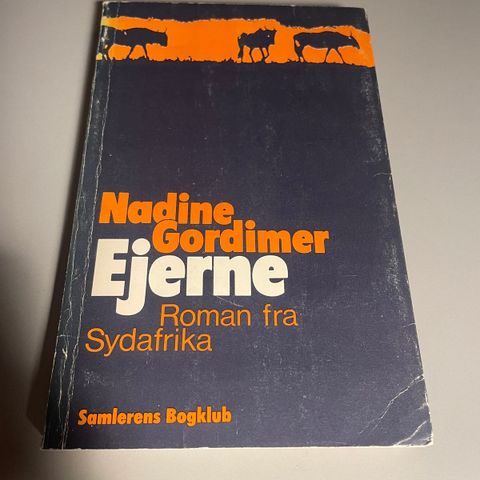 Nadine
Gordimer
Ejerne
Roman fra
Sydafrika
Samlerens Bogklub